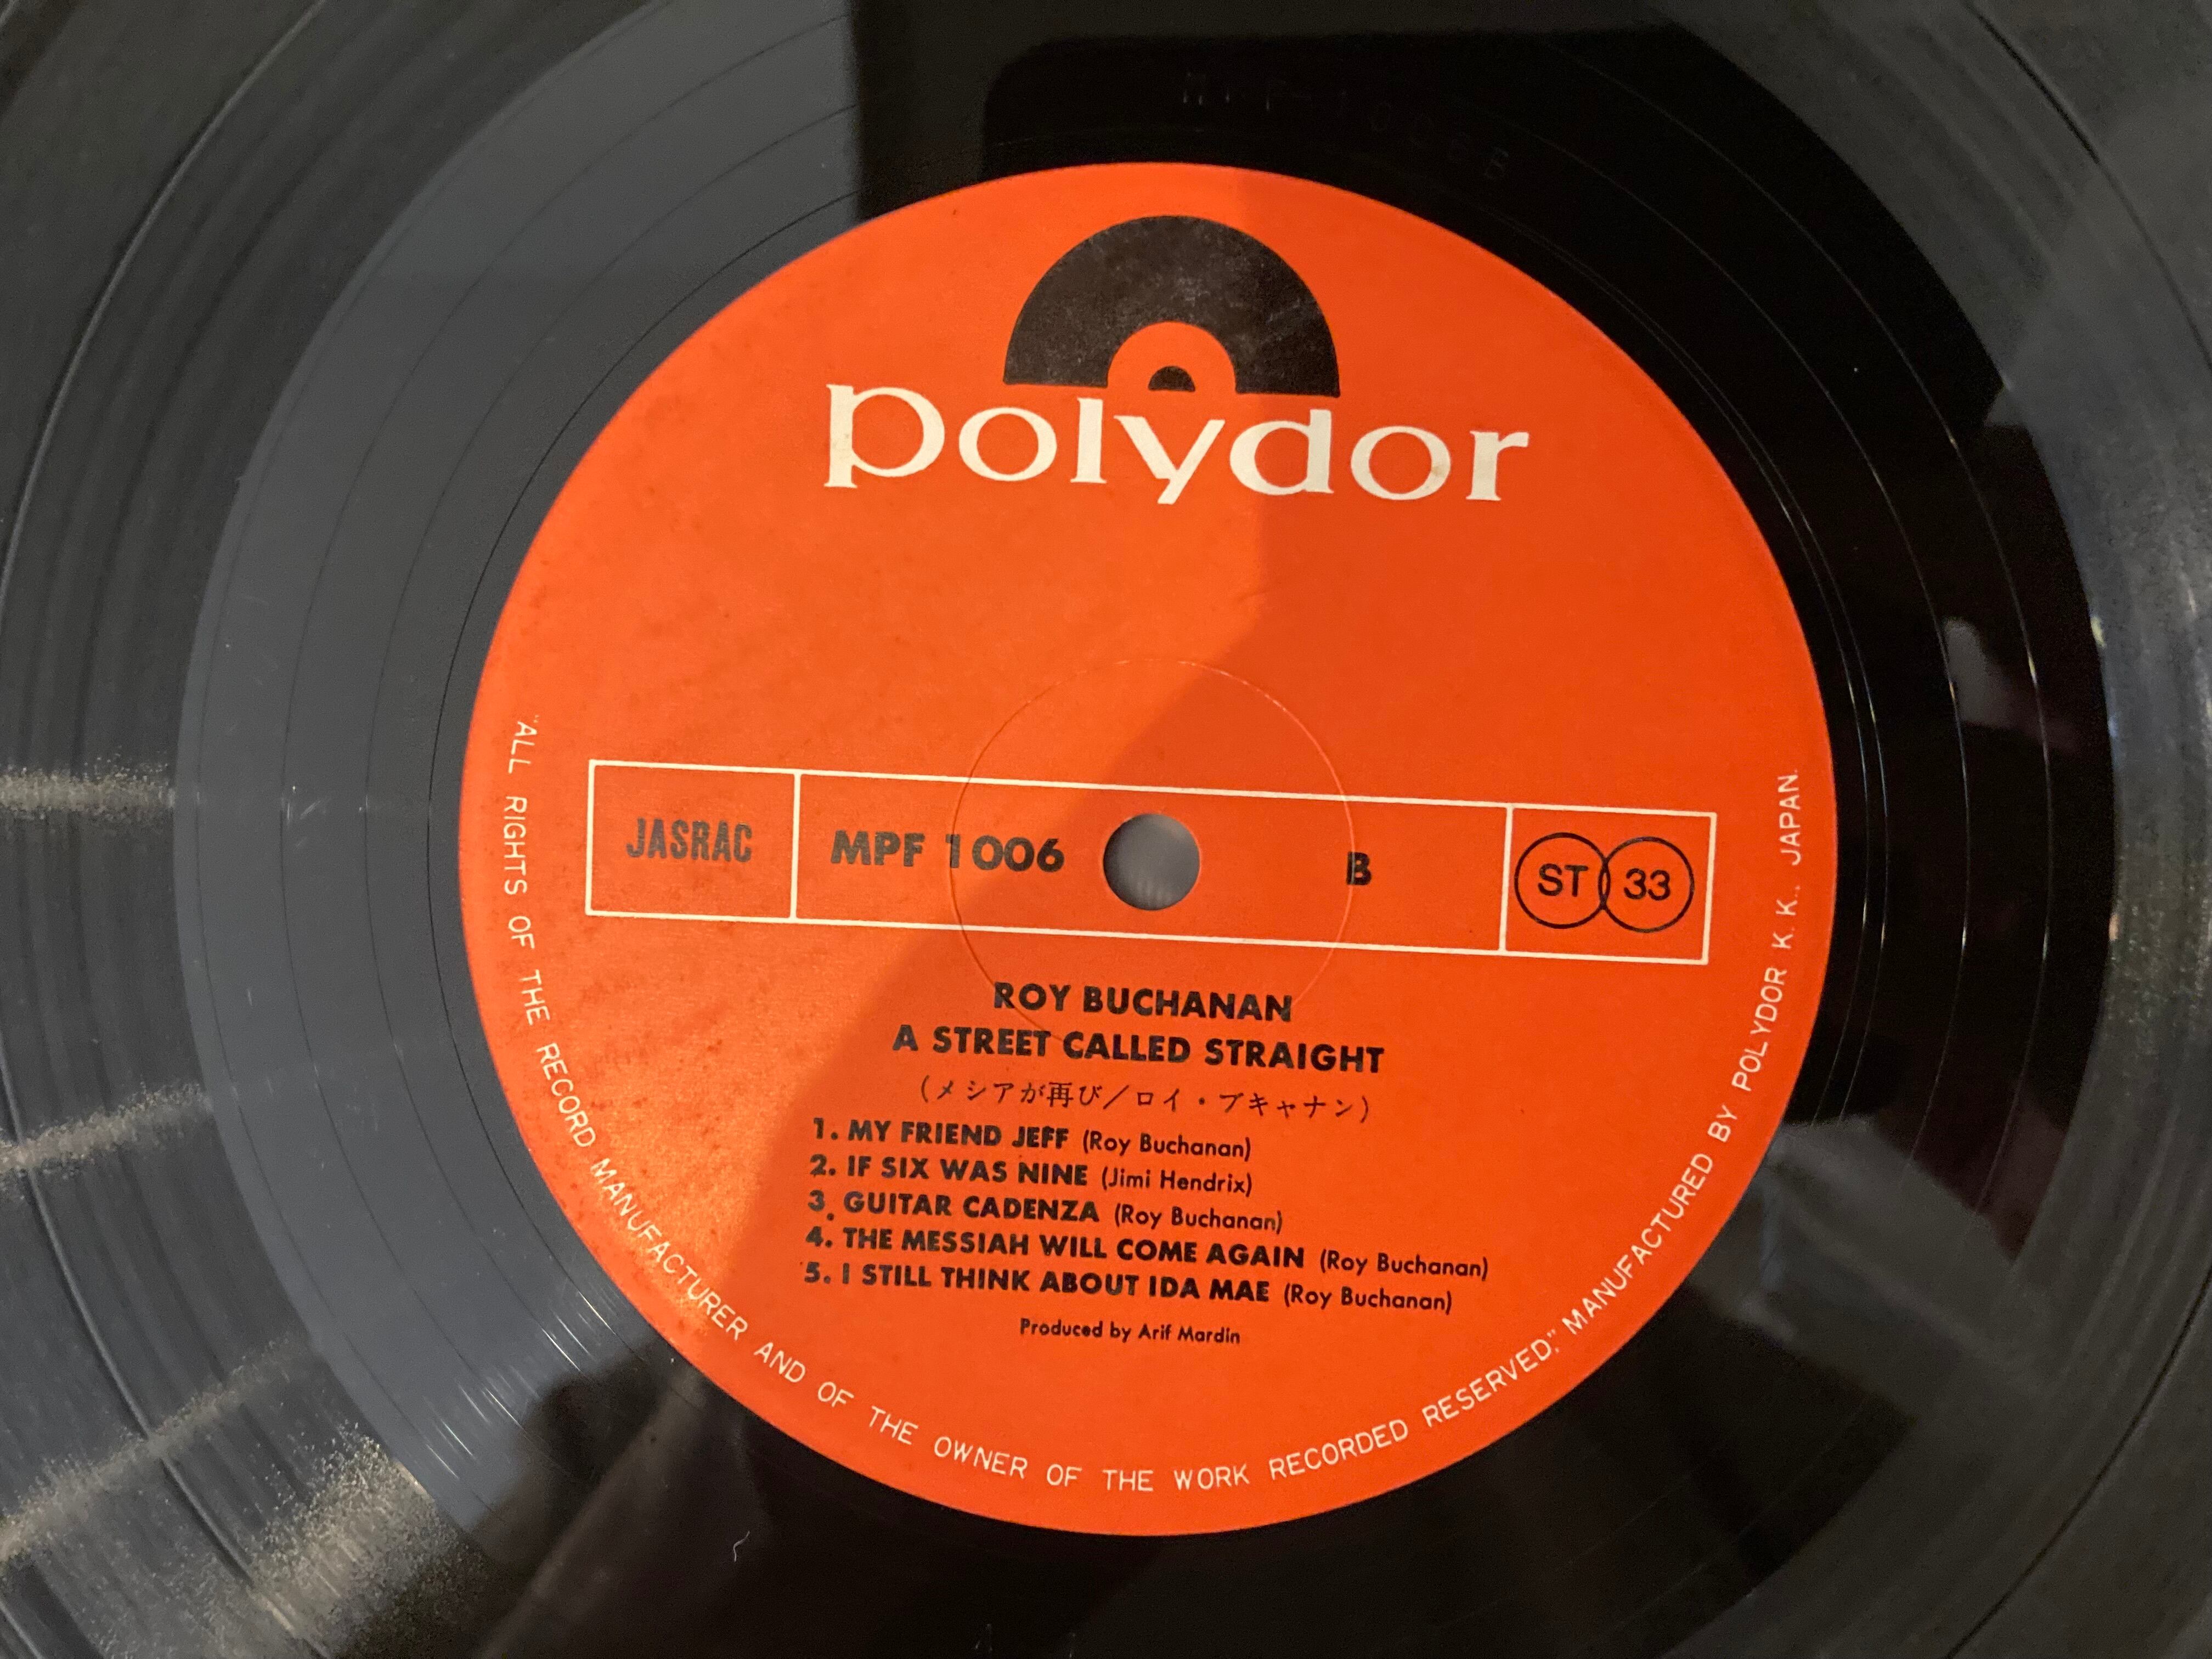 polydor
JASRAC
MPF 1006
B
ST 33
ROY BUCHANAN
A STREET CALLED STRAIGHT
(メシアが再び/ロイ・ブキャナン)
1. MY FRIEND JEFF (Roy Buchanan)
2. IF SIX WAS NINE (Jimi Hendrix)
3. GUITAR CADENZA (Roy Buchanan)
4. THE MESSIAH WILL COME AGAIN (Roy Buchanan)
5. I STILL THINK ABOUT IDA MAE (Roy Buchanan)
Produced by Arif Mardin
"ALL RIGHTS OF THE RECORD MANUFACTURER AND OF THE OWNER OF THE WORK RECORDED RESERVED," MANUFACTURED BY POLYDOR K. K., JAPAN.